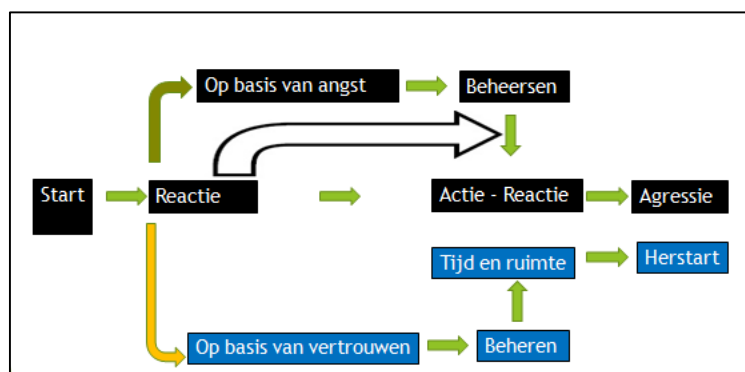 Op basis van angst
Beheersen
Start
Reactie
Actie - Reactie
Agressie
Tijd en ruimte
Herstart
Op basis van vertrouwen
Beheren